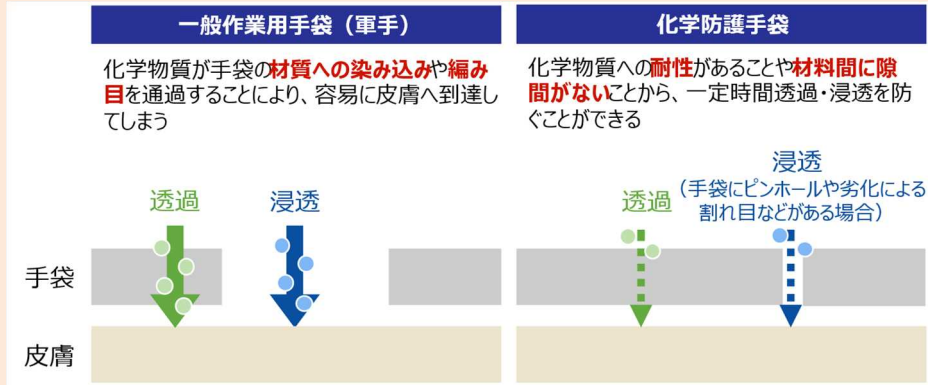 一般作業用手袋（軍手）
化学物質が手袋の材質への染み込みや編み
目を通過することにより、容易に皮膚へ到達し
てしまう
透過
浸透
化学防護手袋
化学物質への耐性があることや材料間に隙
間がないことから、一定時間透過・浸透を防
ぐことができる
透過
浸透
（手袋にピンホールや劣化による
割れ目などがある場合）
手袋
皮膚